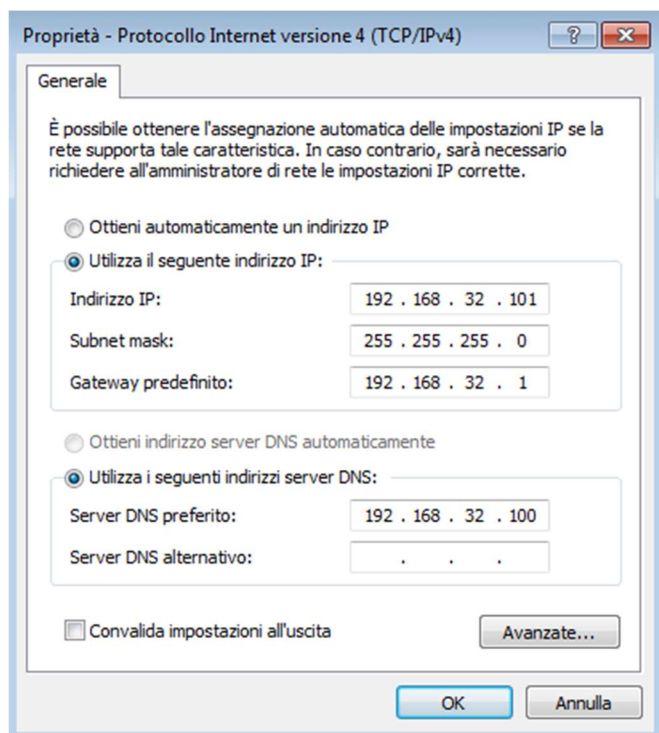 Proprietà - Protocollo Internet versione 4 (TCP/IPv4)
Generale
È possibile ottenere l'assegnazione automatica delle impostazioni IP se la
rete supporta tale caratteristica. In caso contrario, sarà necessario
richiedere all'amministratore di rete le impostazioni IP corrette.
Ottieni automaticamente un indirizzo IP
Utilizza il seguente indirizzo IP:
Indirizzo IP: 192 . 168 . 32 . 101
Subnet mask: 255 . 255 . 255 . 0
Gateway predefinito: 192 . 168 . 32 . 1
Ottieni indirizzo server DNS automaticamente
Utilizza i seguenti indirizzi server DNS:
Server DNS preferito: 192 . 168 . 32 . 100
Server DNS alternativo: . . .
Convalida impostazioni all'uscita Avanzate...
OK Annulla